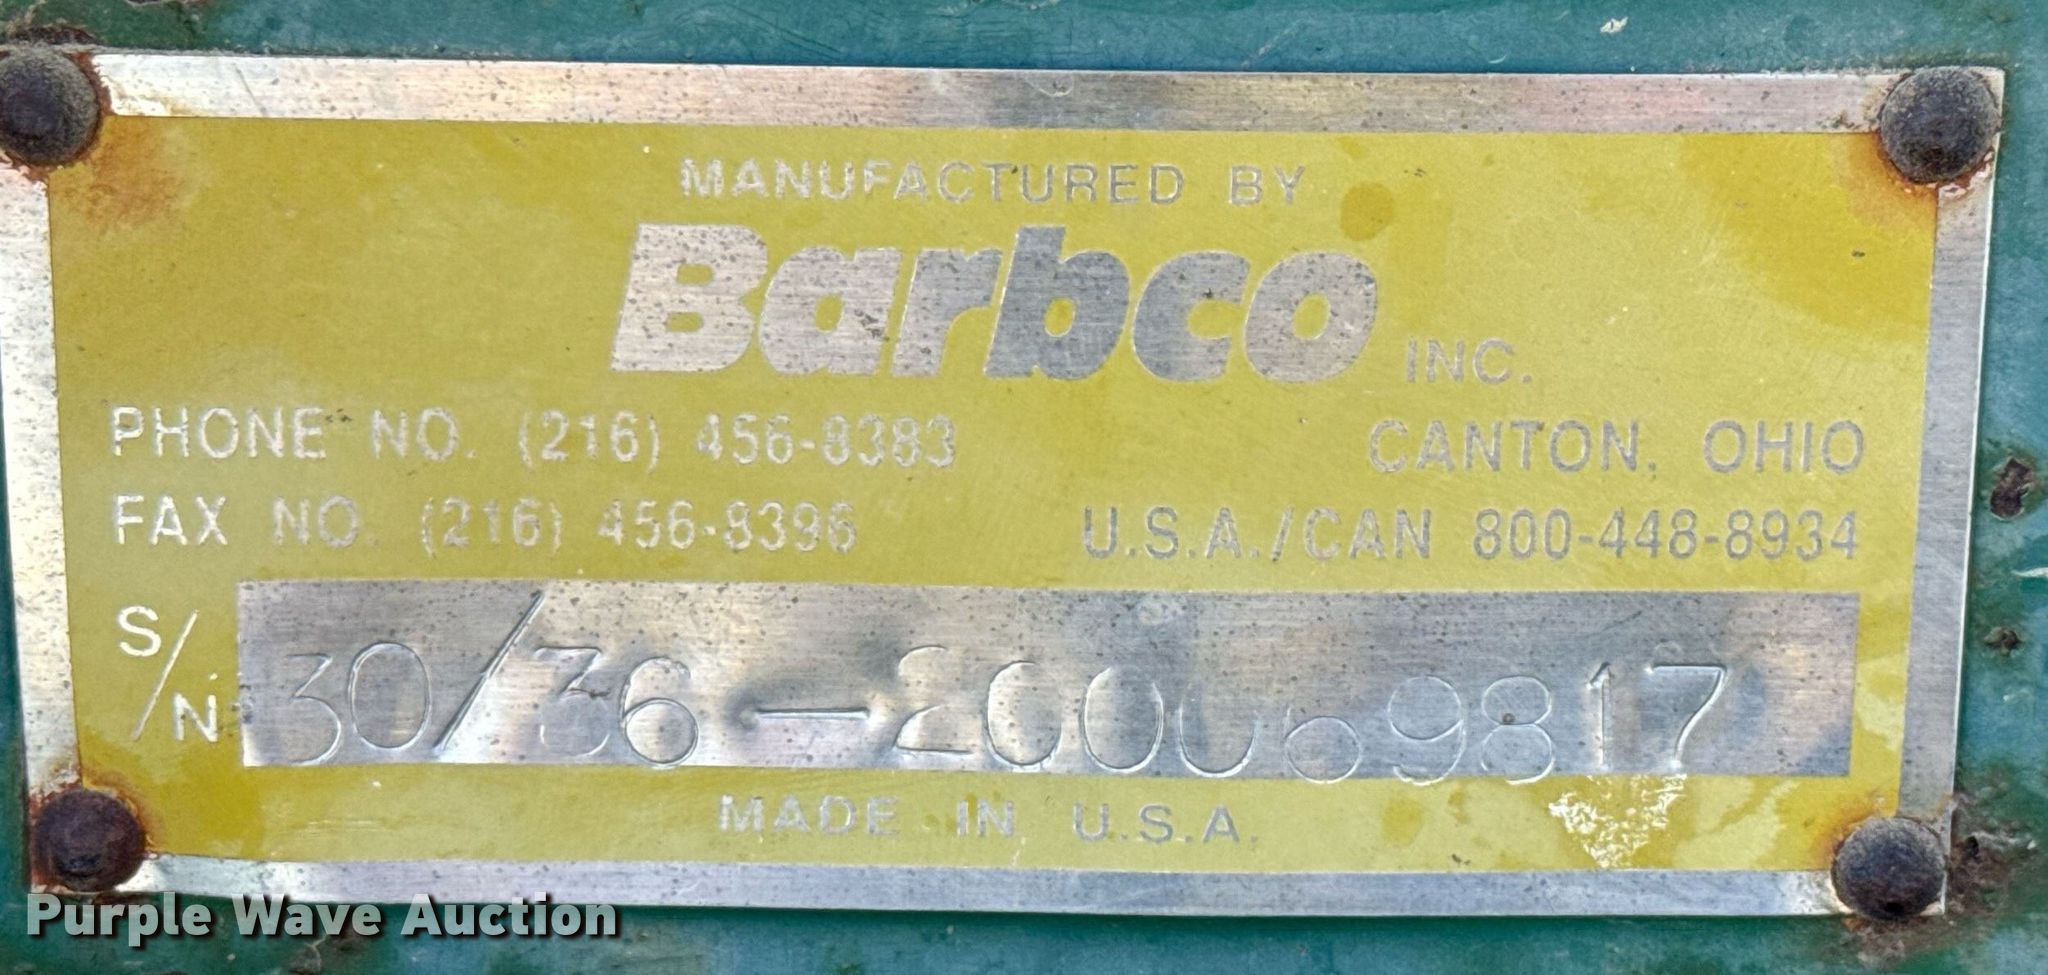 MANUFACTURED BY
Barbco INC.
PHONE NO. (216) 456-8383 CANTON, OHIO
FAX NO. (216) 456-8396 U.S.A./CAN 800-448-8934
S/N 30/36-200069817
MADE IN U.S.A.
Purple Wave Auction